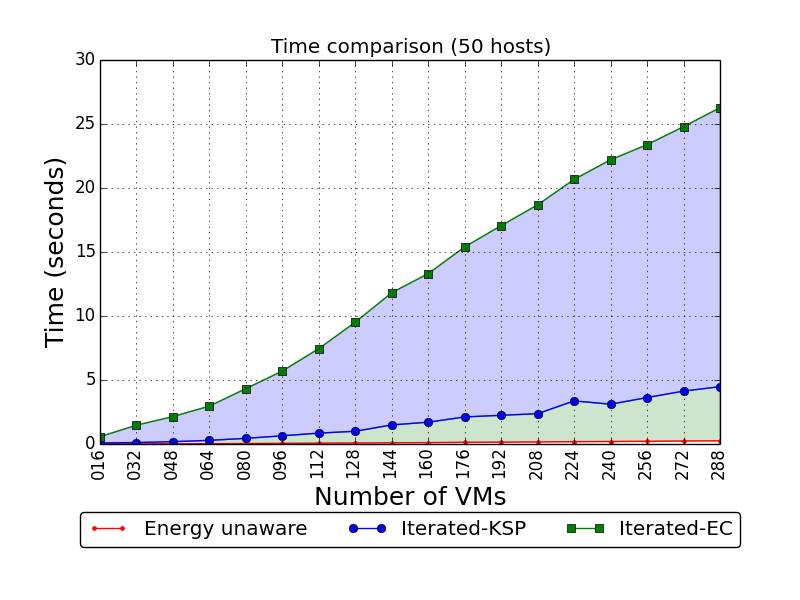 Time comparison (50 hosts)
30
25
20
15
10
5
0
Time (seconds)
016 032 048 064 080 096 112 128 144 160 176 192 208 224 240 256 272 288
Number of VMs
Energy unaware Iterated-KSP Iterated-EC